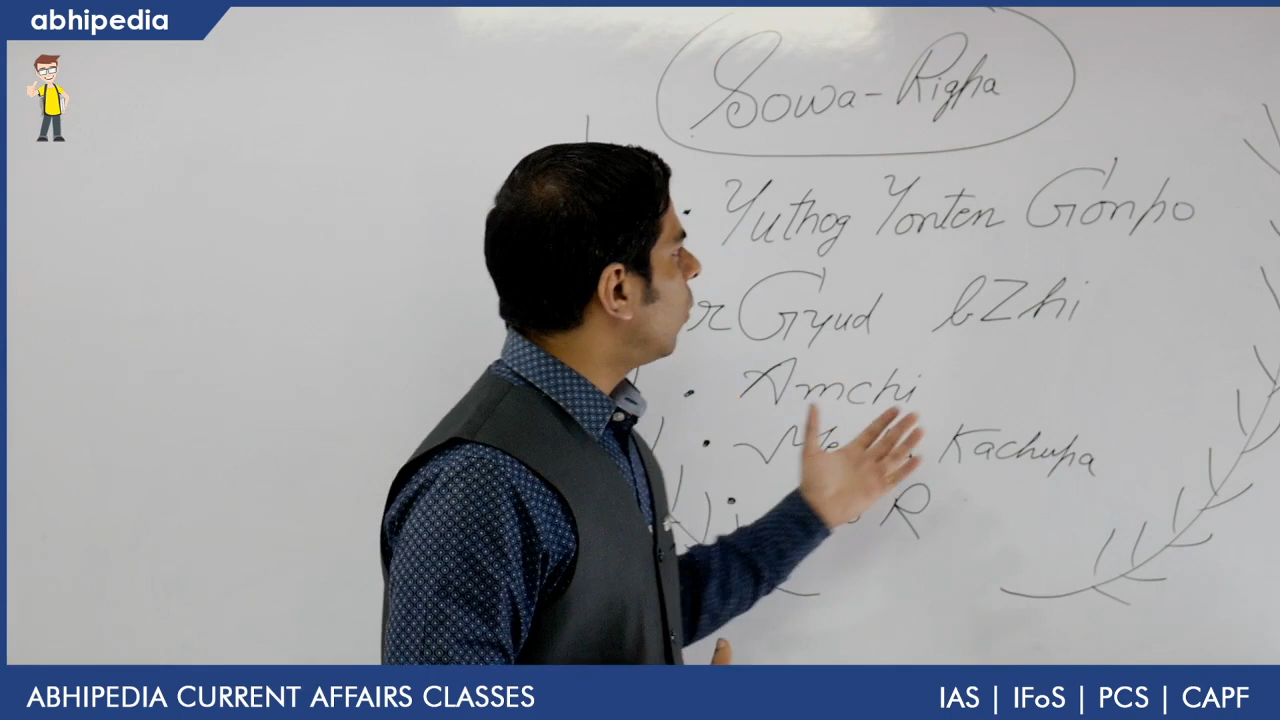 abhipedia
Sowa-Rigpa
Yuthog Yonten Gonpo
rGyud bZhi
Amchi
Kachupa
R
ABHIPEDIA CURRENT AFFAIRS CLASSES
IAS | IFoS | PCS | CAPF